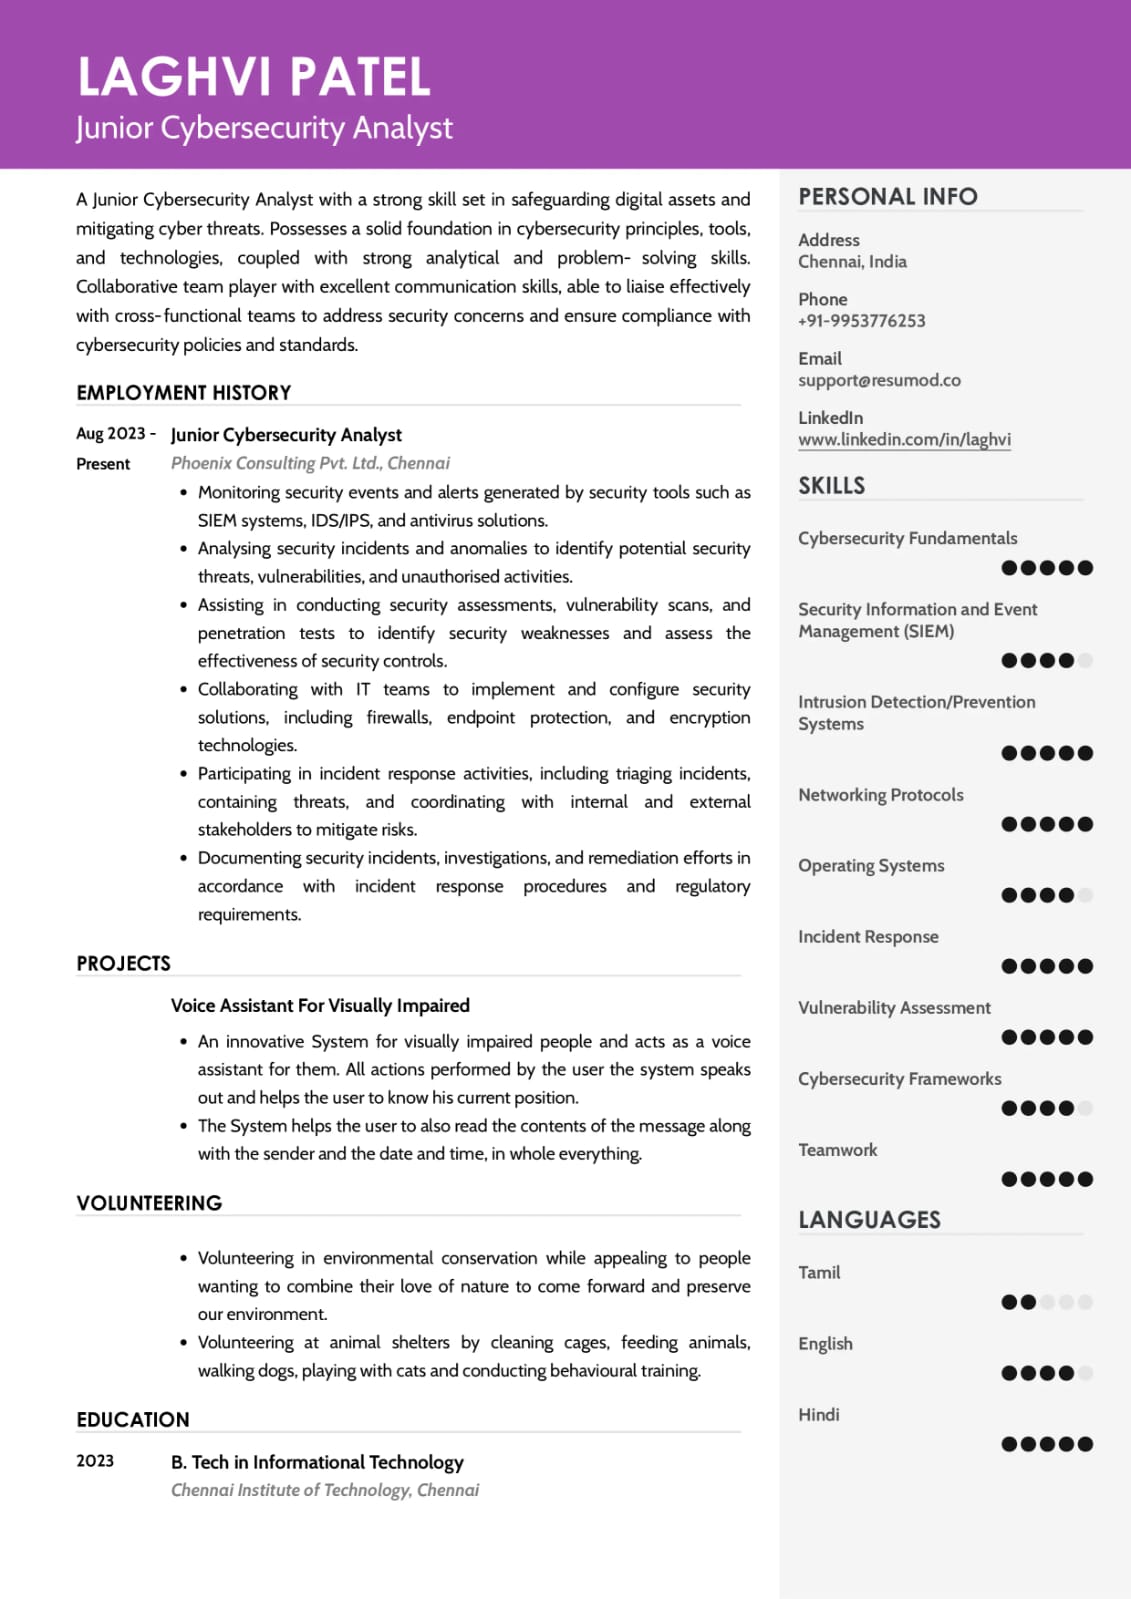 LAGHVI PATEL
Junior Cybersecurity Analyst
A Junior Cybersecurity Analyst with a strong skill set in safeguarding digital assets and
mitigating cyber threats. Possesses a solid foundation in cybersecurity principles, tools,
and technologies, coupled with strong analytical and problem- solving skills.
Collaborative team player with excellent communication skills, able to liaise effectively
with cross-functional teams to address security concerns and ensure compliance with
cybersecurity policies and standards.
EMPLOYMENT HISTORY
Aug 2023 -
Present
Junior Cybersecurity Analyst
Phoenix Consulting Pvt. Ltd., Chennai
• Monitoring security events and alerts generated by security tools such as
SIEM systems, IDS/IPS, and antivirus solutions.
• Analysing security incidents and anomalies to identify potential security
threats, vulnerabilities, and unauthorised activities.
• Assisting in conducting security assessments, vulnerability scans, and
penetration tests to identify security weaknesses and assess the
effectiveness of security controls.
• Collaborating with IT teams to implement and configure security
solutions, including firewalls, endpoint protection, and encryption
technologies.
• Participating in incident response activities, including triaging incidents,
containing threats, and coordinating with internal and external
stakeholders to mitigate risks.
• Documenting security incidents, investigations, and remediation efforts in
accordance with incident response procedures and regulatory
requirements.
PROJECTS
Voice Assistant For Visually Impaired
• An innovative System for visually impaired people and acts as a voice
assistant for them. All actions performed by the user the system speaks
out and helps the user to know his current position.
• The System helps the user to also read the contents of the message along
with the sender and the date and time, in whole everything.
VOLUNTEERING
• Volunteering in environmental conservation while appealing to people
wanting to combine their love of nature to come forward and preserve
our environment.
• Volunteering at animal shelters by cleaning cages, feeding animals,
walking dogs, playing with cats and conducting behavioural training.
EDUCATION
2023
B. Tech in Informational Technology
Chennai Institute of Technology, Chennai
PERSONAL INFO
Address
Chennai, India
Phone
+91-9953776253
Email
support@resumod.co
LinkedIn
www.linkedin.com/in/laghvi
SKILLS
Cybersecurity Fundamentals
Security Information and Event
Management (SIEM)
Intrusion Detection/Prevention
Systems
Networking Protocols
Operating Systems
Incident Response
Vulnerability Assessment
Cybersecurity Frameworks
Teamwork
LANGUAGES
Tamil
English
Hindi